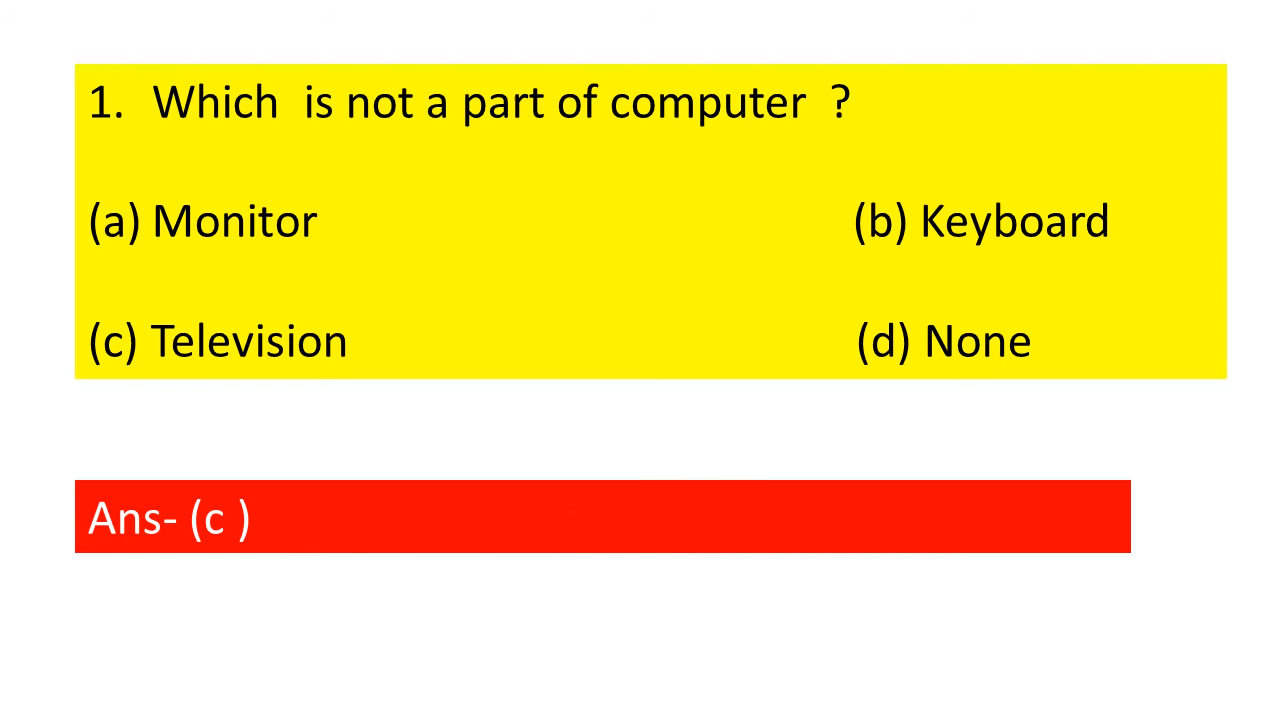 1. Which is not a part of computer ?
(a) Monitor (b) Keyboard
(c) Television (d) None
Ans- (c )